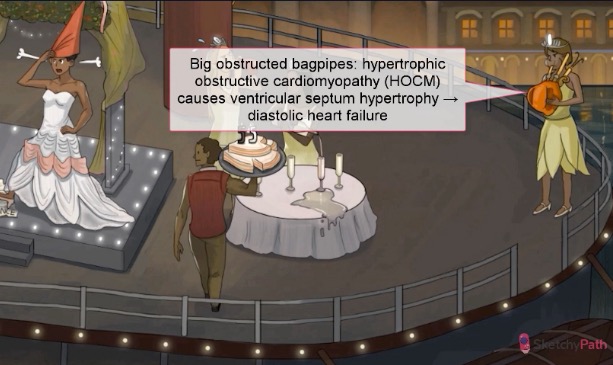 Big obstructed bagpipes: hypertrophic
obstructive cardiomyopathy (HOCM)
causes ventricular septum hypertrophy →
diastolic heart failure
SketchyPath